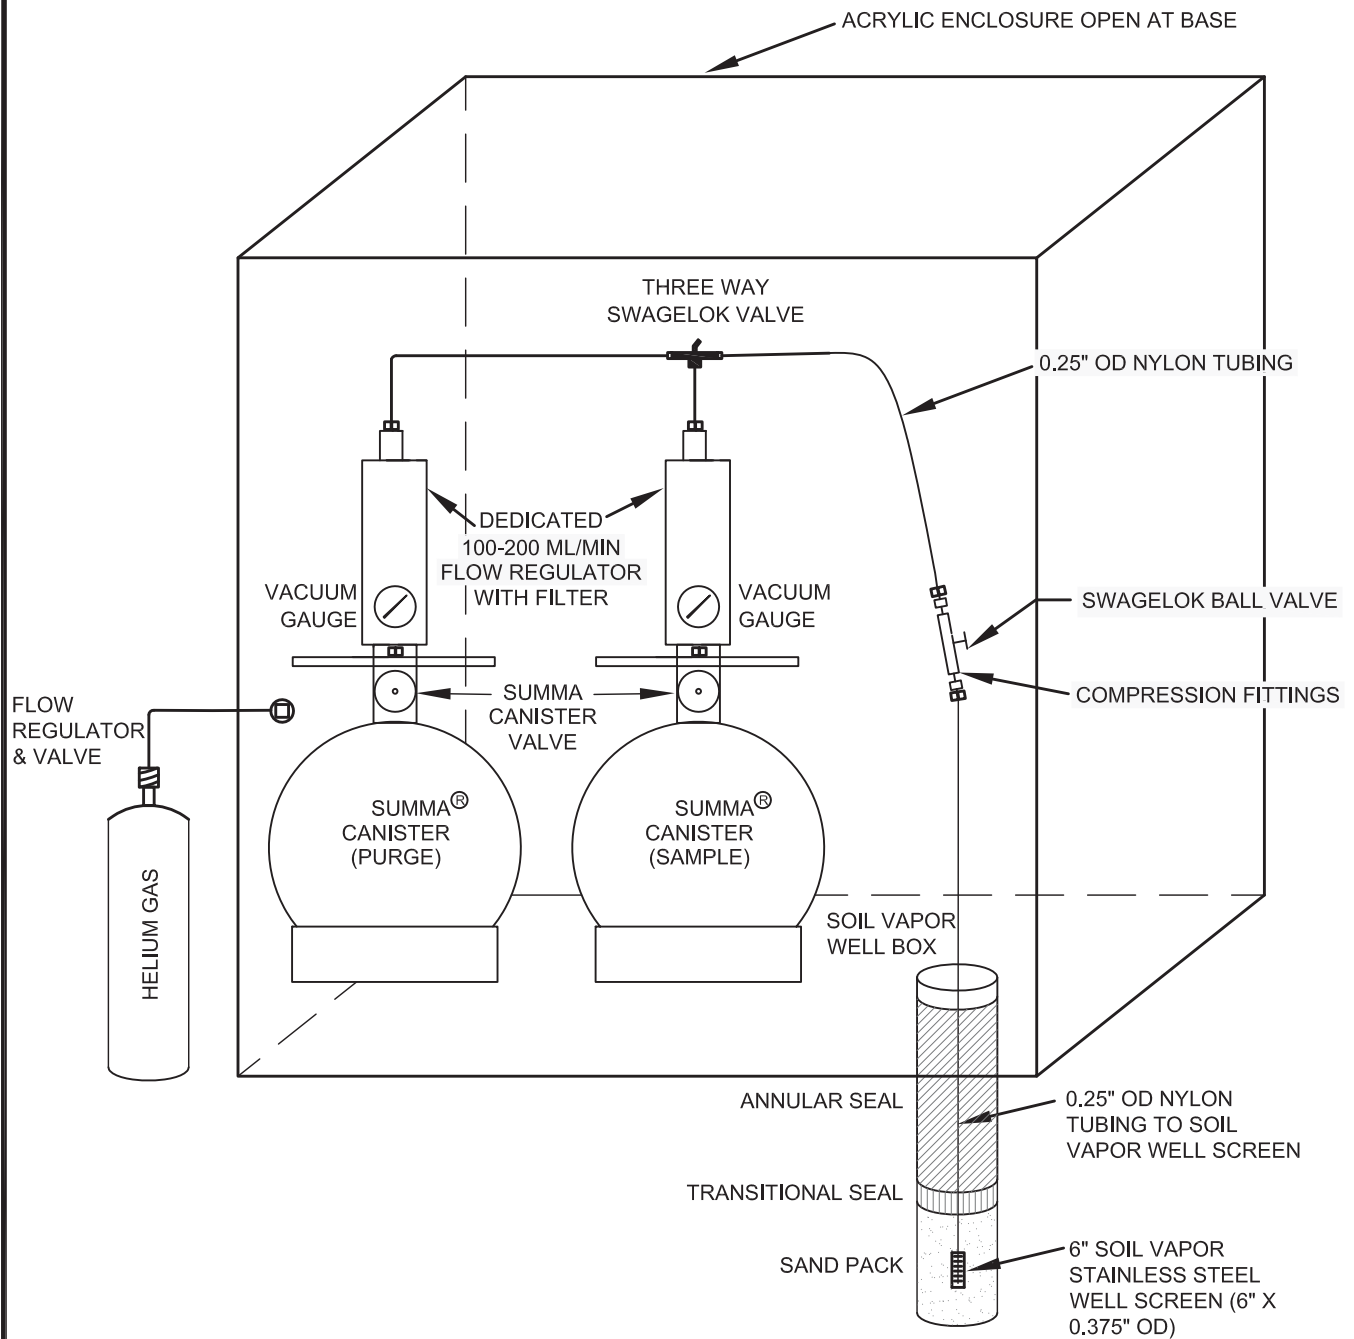 ACRYLIC ENCLOSURE OPEN AT BASE
THREE WAY
SWAGELOK VALVE
0.25" OD NYLON TUBING
DEDICATED
100-200 ML/MIN
FLOW REGULATOR
WITH FILTER
VACUUM
GAUGE
VACUUM
GAUGE
SWAGELOK BALL VALVE
COMPRESSION FITTINGS
SUMMA
CANISTER
VALVE
FLOW
REGULATOR
& VALVE
SUMMA®
CANISTER
(PURGE)
SUMMA®
CANISTER
(SAMPLE)
HELIUM GAS
SOIL VAPOR
WELL BOX
ANNULAR SEAL
0.25" OD NYLON
TUBING TO SOIL
VAPOR WELL SCREEN
TRANSITIONAL SEAL
SAND PACK
6" SOIL VAPOR
STAINLESS STEEL
WELL SCREEN (6" X
0.375" OD)